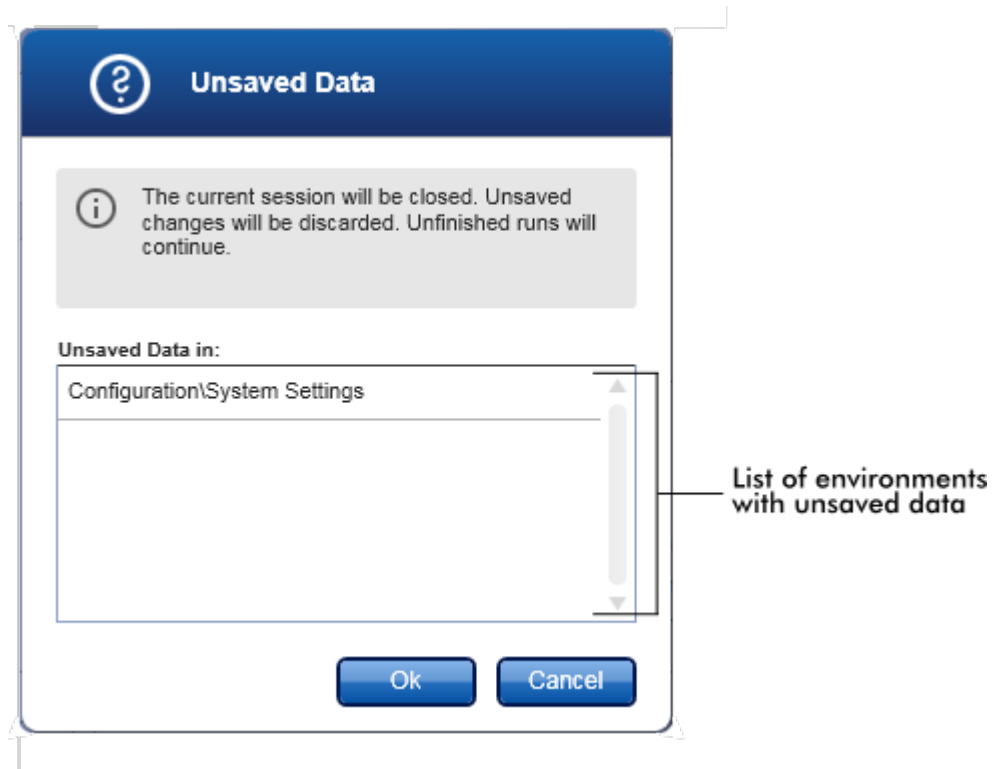 Unsaved Data
The current session will be closed. Unsaved
changes will be discarded. Unfinished runs will
continue.
Unsaved Data in:
Configuration\System Settings
List of environments
with unsaved data
Ok
Cancel